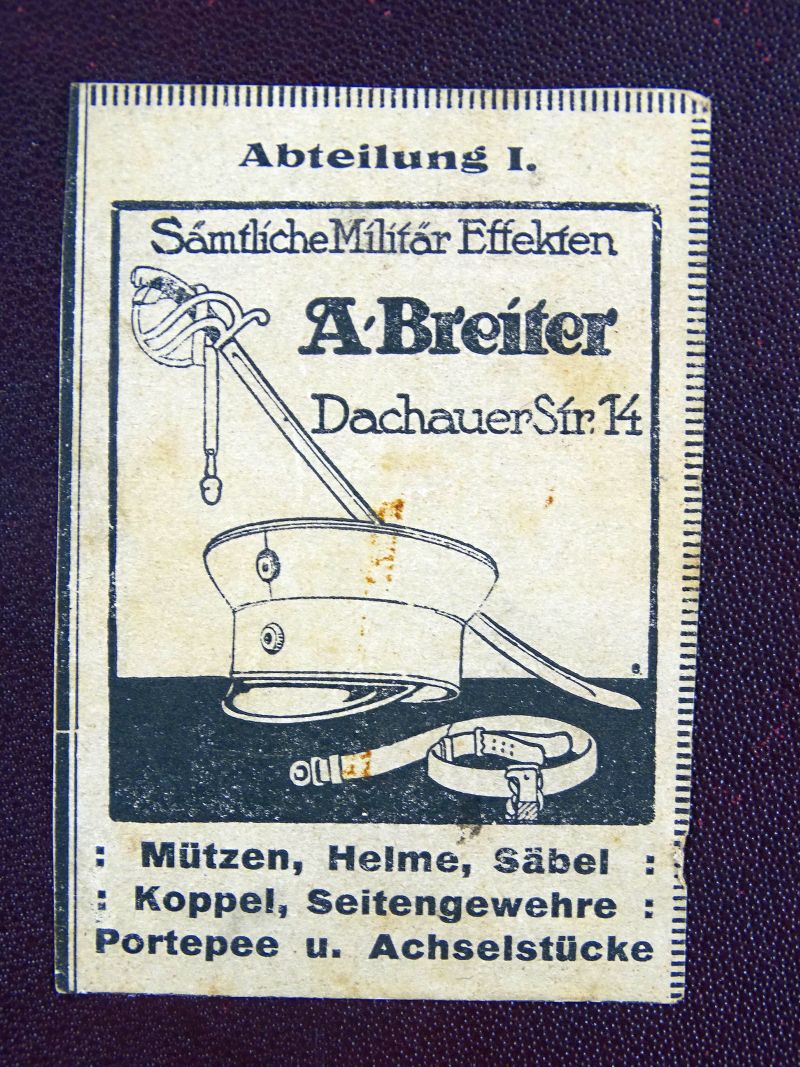 Abteilung I.
Sämtliche Militär Effekten
A. Breiter
Dachauer Str. 14
: Mützen, Helme, Säbel :
: Koppel, Seitengewehre :
Portepee u. Achselstücke